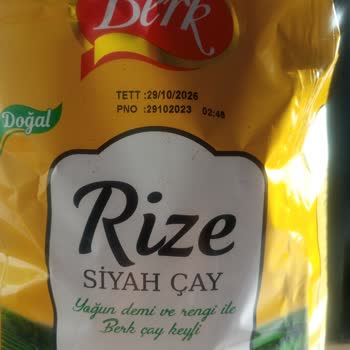 Berk
TETT :29/10/2026
PNO :29102023 02:48
Doğal
Rize
SİYAH ÇAY
Yağun demi ve rengi ile
Berk çay keyfi